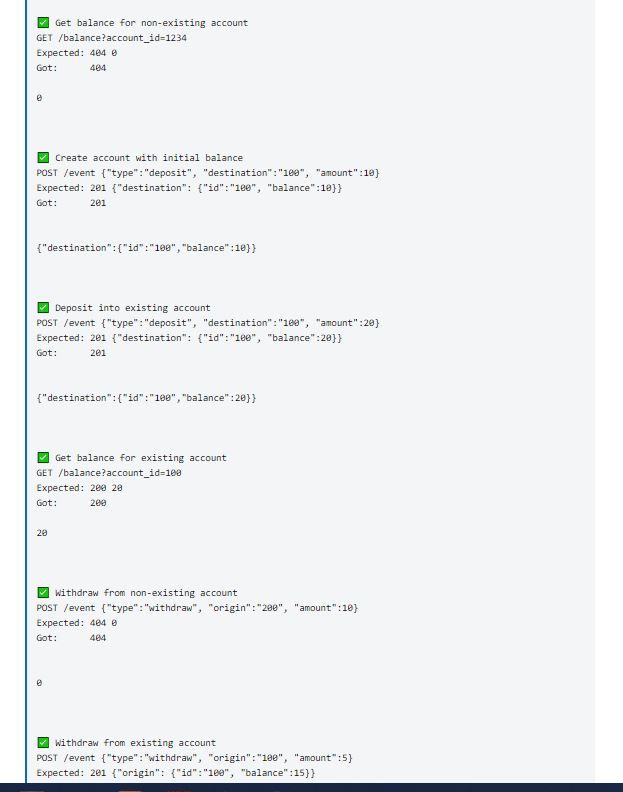 ✅ Get balance for non-existing account
GET /balance?account_id=1234
Expected: 404 0
Got:      404
0
✅ Create account with initial balance
POST /event {"type":"deposit", "destination":"100", "amount":10}
Expected: 201 {"destination": {"id":"100", "balance":10}}
Got:      201
{"destination":{"id":"100","balance":10}}
✅ Deposit into existing account
POST /event {"type":"deposit", "destination":"100", "amount":20}
Expected: 201 {"destination": {"id":"100", "balance":20}}
Got:      201
{"destination":{"id":"100","balance":20}}
✅ Get balance for existing account
GET /balance?account_id=100
Expected: 200 20
Got:      200
20
✅ Withdraw from non-existing account
POST /event {"type":"withdraw", "origin":"200", "amount":10}
Expected: 404 0
Got:      404
0
✅ Withdraw from existing account
POST /event {"type":"withdraw", "origin":"100", "amount":5}
Expected: 201 {"origin": {"id":"100", "balance":15}}